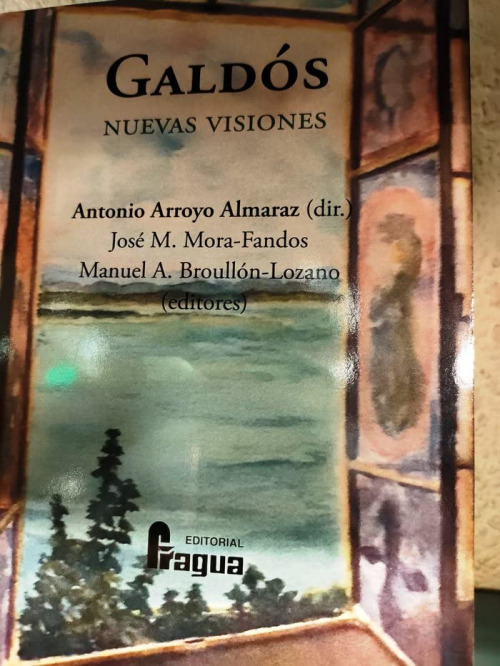 GALDÓS
NUEVAS VISIONES
Antonio Arroyo Almaraz (dir.)
José M. Mora-Fandos
Manuel A. Broullón-Lozano
(editores)
EDITORIAL
Fragua